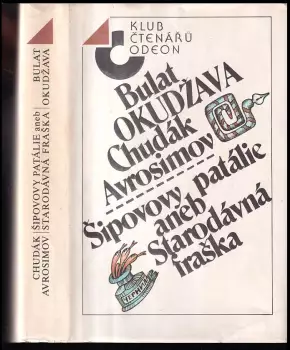 CHUDÁK | ŠIPOVOVY PATÁLIE aneb | BULAT
AVROSIMOV | STARODÁVNÁ FRAŠKA | OKUDŽAVA
KLUB
ČTENÁŘŮ
ODEON
Bulat
OKUDŽAVA
Chudák
Avrosimov
Šipovovy patálie
aneb
Starodávná
fraška